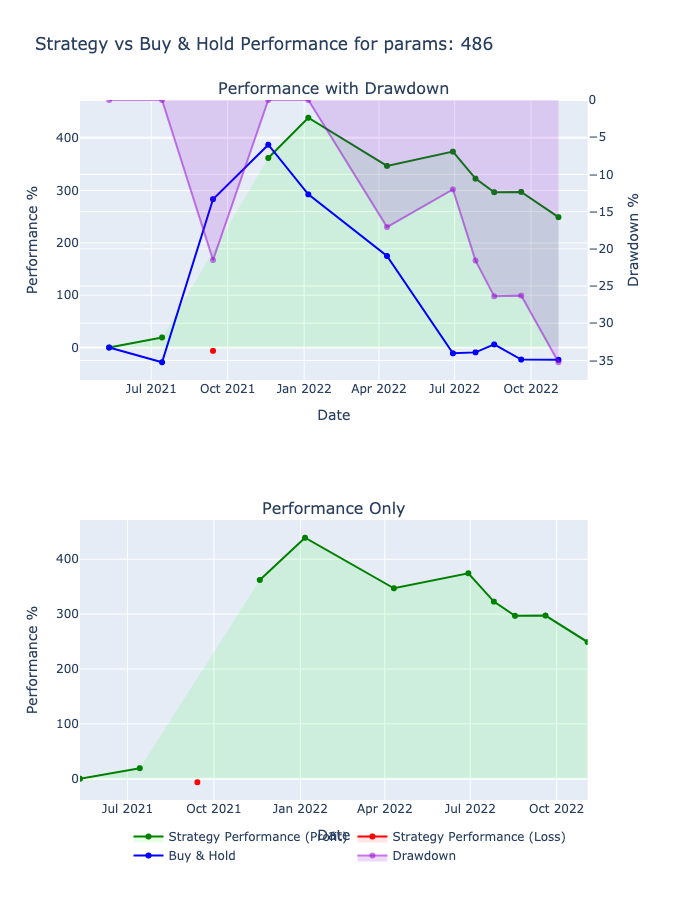 Strategy vs Buy & Hold Performance for params: 486
Performance with Drawdown
400
300
200
100
0
Performance %
0
−5
−10
−15
−20
−25
−30
−35
Drawdown %
Jul 2021 Oct 2021 Jan 2022 Apr 2022 Jul 2022 Oct 2022
Date
Performance Only
400
300
200
100
0
Performance %
Jul 2021 Oct 2021 Jan 2022 Apr 2022 Jul 2022 Oct 2022
Date
Strategy Performance (Profit) Strategy Performance (Loss)
Buy & Hold Drawdown